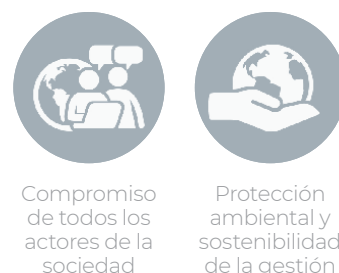 Compromiso
de todos los
actores de la
sociedad
Protección
ambiental y
sostenibilidad
de la gestión